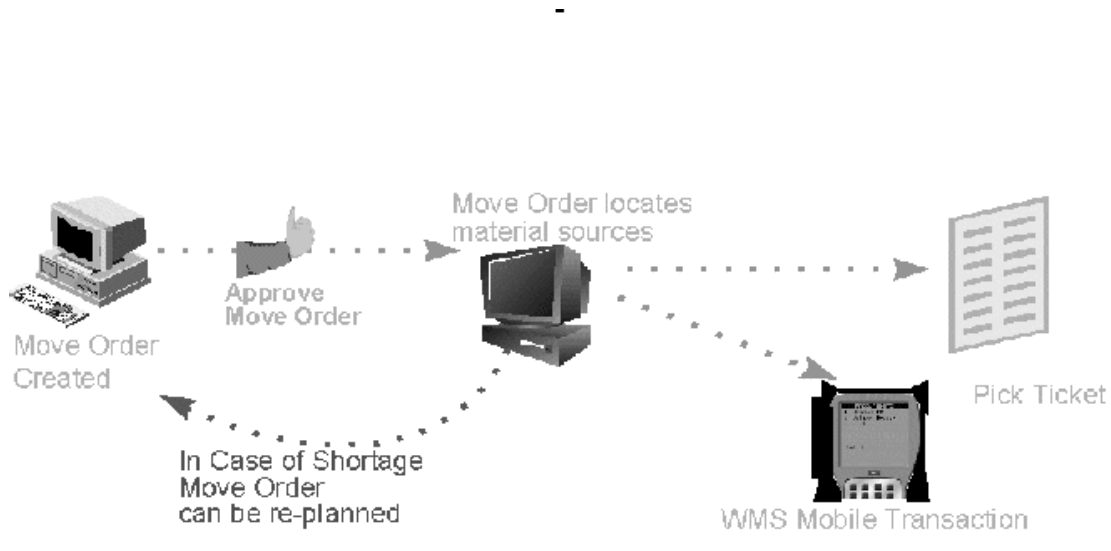 -
Move Order locates
material sources
Approve
Move Order
Move Order
Created
Pick Ticket
In Case of Shortage
Move Order
can be re-planned
WMS Mobile Transaction